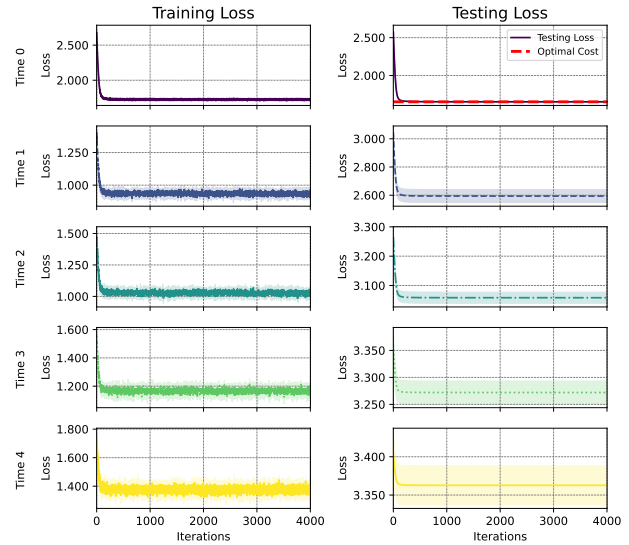 Training Loss
Testing Loss
Time 0
Loss
2.500
2.000
Loss
2.500
2.000
Testing Loss
Optimal Cost
Time 1
Loss
1.250
1.000
Loss
3.000
2.800
2.600
Time 2
Loss
1.500
1.250
1.000
Loss
3.300
3.200
3.100
Time 3
Loss
1.600
1.400
1.200
Loss
3.350
3.300
3.250
Time 4
Loss
1.800
1.600
1.400
Loss
3.400
3.350
0 1000 2000 3000 4000
0 1000 2000 3000 4000
Iterations
Iterations